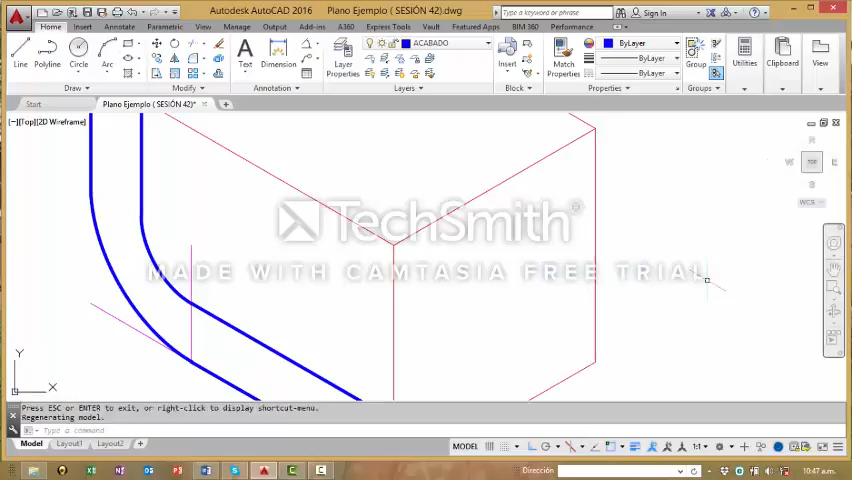 Autodesk AutoCAD 2016 Plano Ejemplo ( SESIÓN 42).dwg
Type a keyword or phrase
Sign In
Home Insert Annotate Parametric View Manage Output Add-ins A360 Express Tools Featured Apps BIM 360 Performance
Line Polyline Circle Arc
Text Dimension
Layer Properties
ACABADO
Insert
Match Properties
ByLayer
ByLayer
ByLayer
Group
Utilities
Clipboard
View
Draw Modify Annotation Layers Block Properties Groups
Start
Plano Ejemplo ( SESIÓN 42)*
[−][Top][2D Wireframe]
TOP
W
S
WCS
TechSmith
MADE WITH CAMTASIA FREE TRIAL
Y
X
Press ESC or ENTER to exit, or right-click to display shortcut-menu.
Regenerating model.
Type a command
Model Layout1 Layout2
MODEL
1:1
Dirección
10:47 a.m.